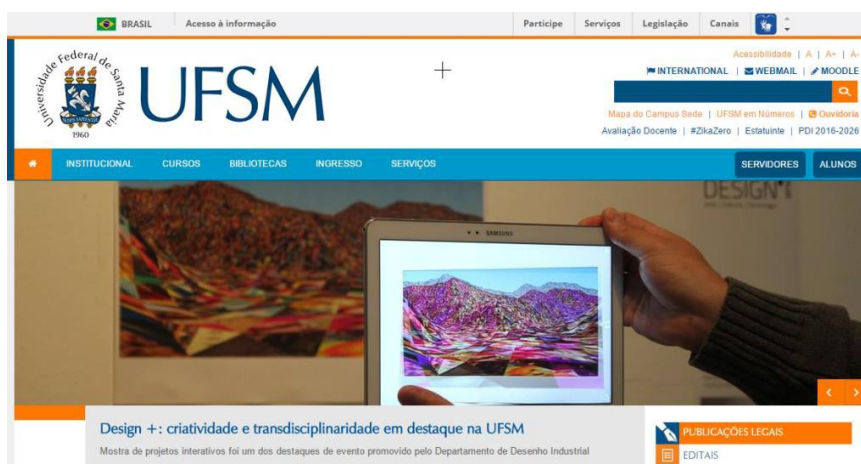 BRASIL Acesso à informação Participe Serviços Legislação Canais
Acessibilidade | A | A+ | A-
INTERNATIONAL | WEBMAIL | MOODLE
Universidade Federal de Santa Maria
1960
UFSM
Mapa do Campus Sede | UFSM em Números | Ouvidoria
Avaliação Docente | #ZikaZero | Estatuinte | PDI 2016-2026
INSTITUCIONAL CURSOS BIBLIOTECAS INGRESSO SERVIÇOS SERVIDORES ALUNOS
DESIGN+
SAMSUNG
Design +: criatividade e transdisciplinaridade em destaque na UFSM
Mostra de projetos interativos foi um dos destaques de evento promovido pelo Departamento de Desenho Industrial
PUBLICAÇÕES LEGAIS
EDITAIS